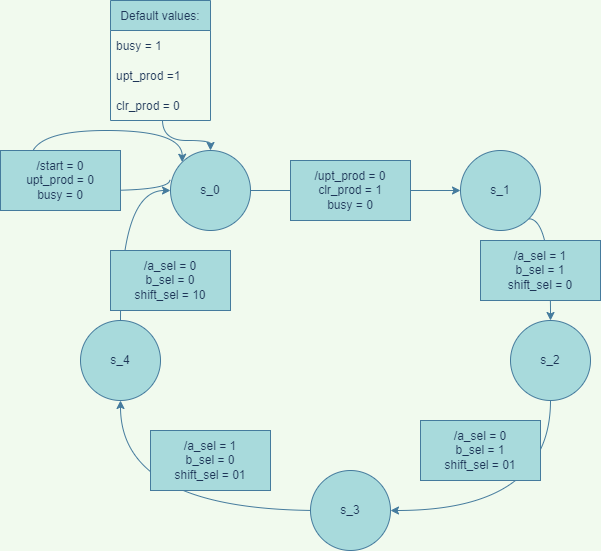 Default values:
busy = 1
upt_prod =1
clr_prod = 0
/start = 0
upt_prod = 0
busy = 0
s_0
/upt_prod = 0
clr_prod = 1
busy = 0
s_1
/a_sel = 0
b_sel = 0
shift_sel = 10
/a_sel = 1
b_sel = 1
shift_sel = 0
s_4
s_2
/a_sel = 1
b_sel = 0
shift_sel = 01
/a_sel = 0
b_sel = 1
shift_sel = 01
s_3